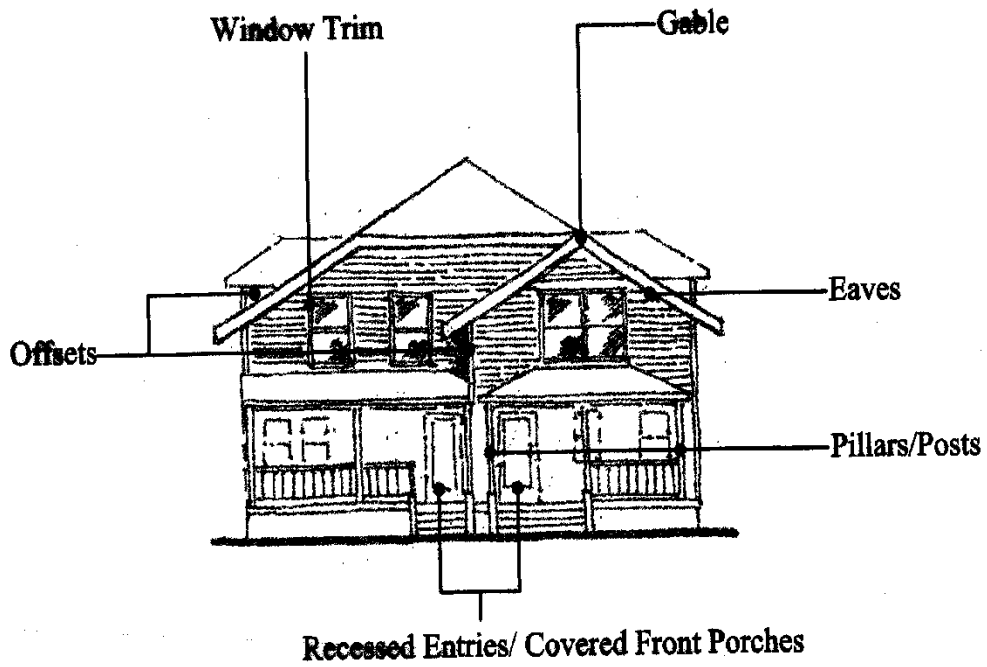 Window Trim
Gable
Eaves
Offsets
Pillars/Posts
Recessed Entries/ Covered Front Porches